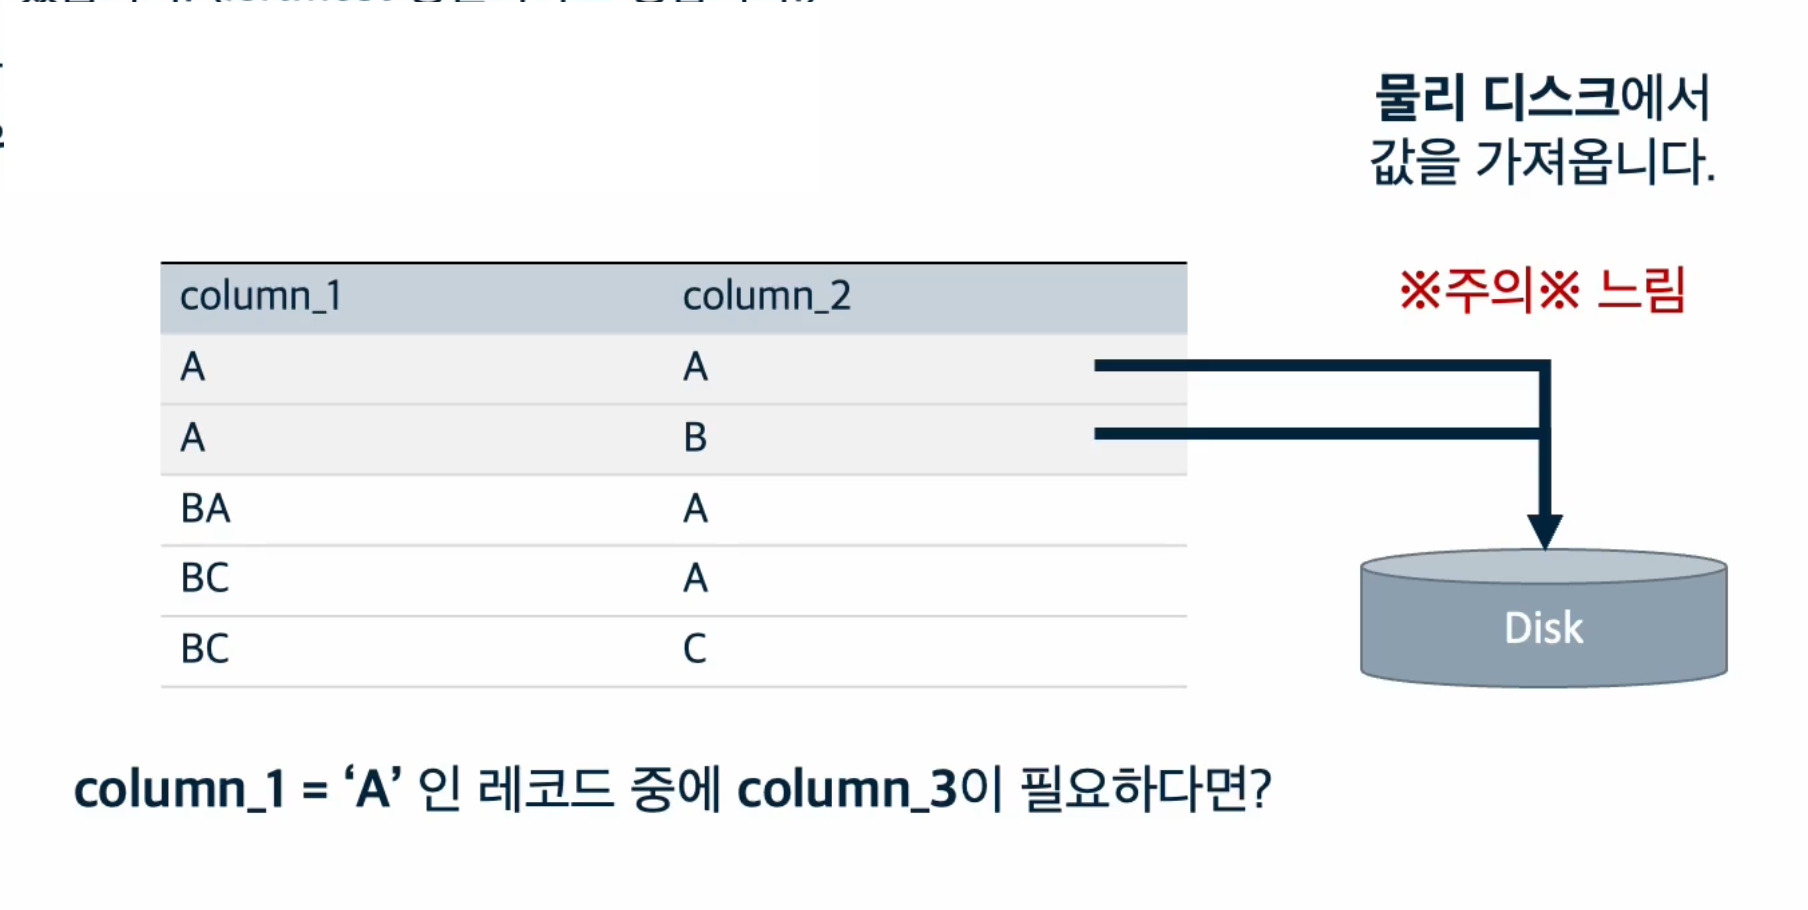 물리 디스크에서
값을 가져옵니다.
※주의※ 느림
column_1 column_2
A A
A B
BA A
BC A
BC C
Disk
column_1 = ‘A’ 인 레코드 중에 column_3이 필요하다면?